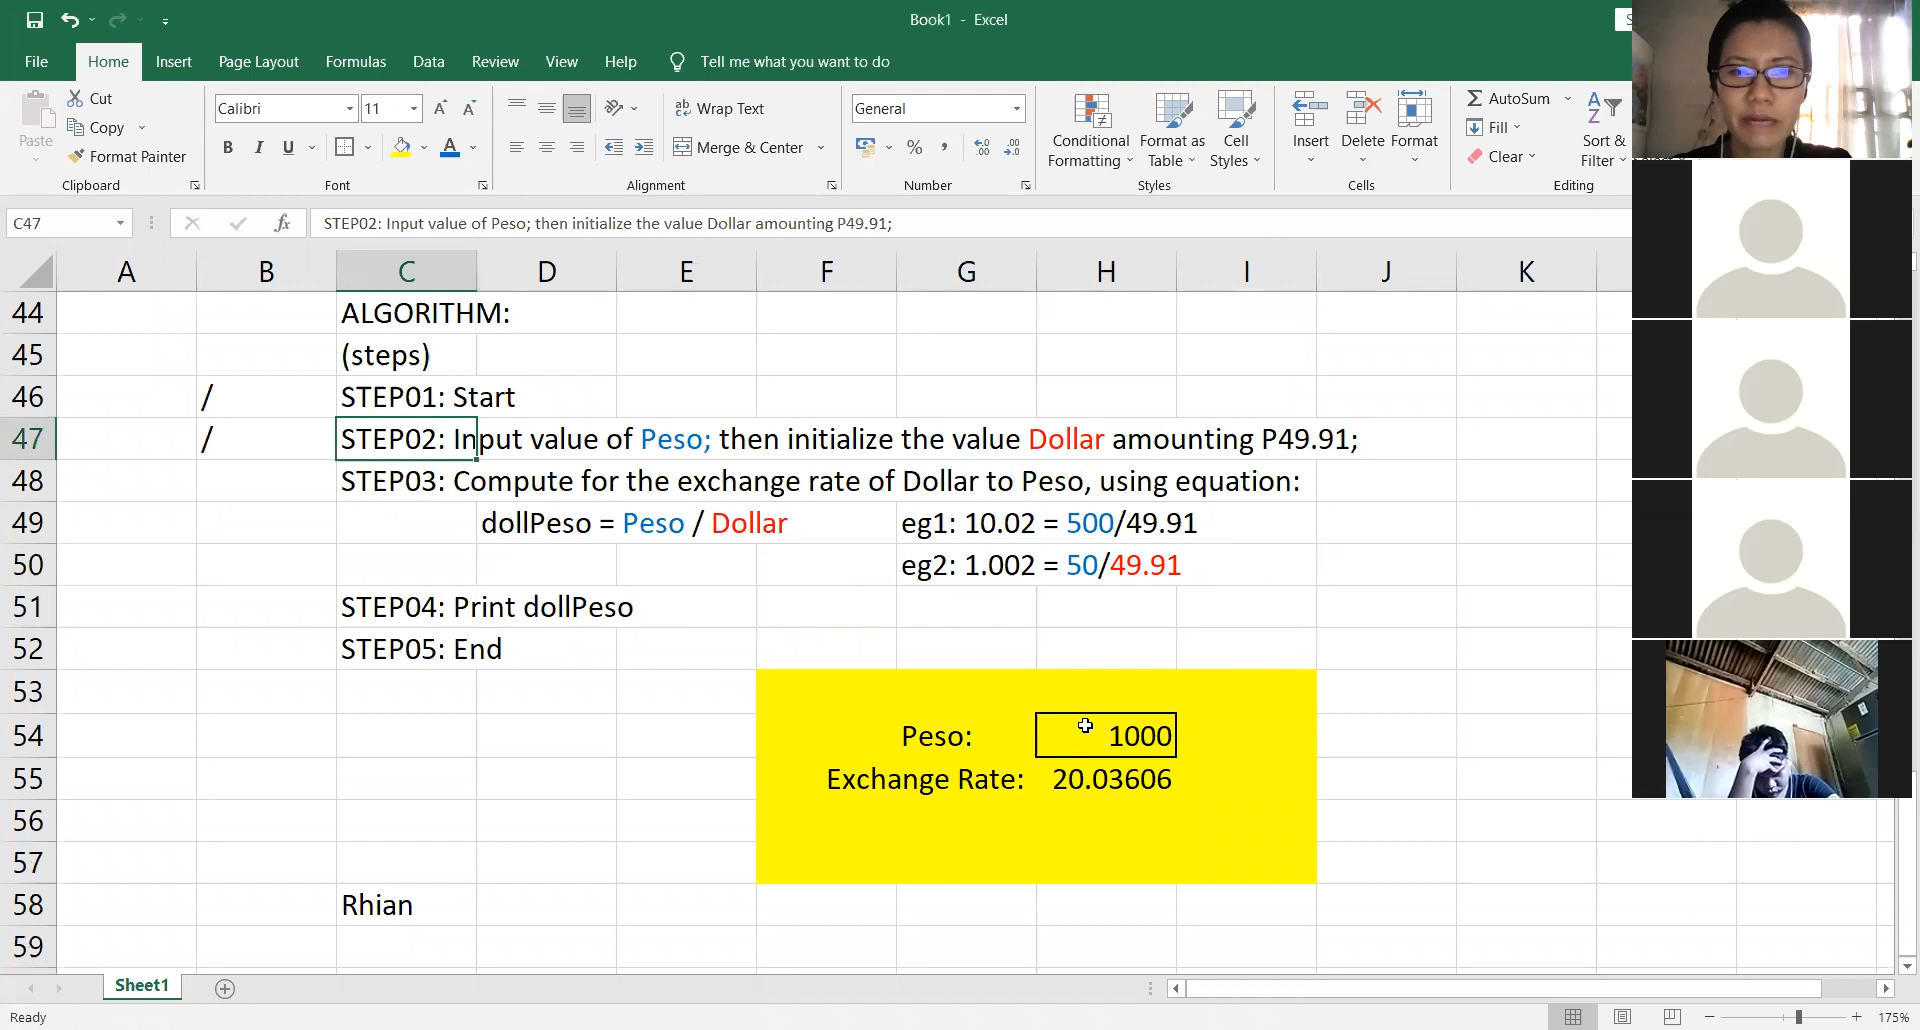 Book1 - Excel
File Home Insert Page Layout Formulas Data Review View Help Tell me what you want to do
Paste
Cut
Copy
Format Painter
Clipboard
Calibri 11
B I U
Font
Wrap Text
Merge & Center
Alignment
General
Number
Conditional Formatting
Format as Table
Cell Styles
Styles
Insert
Delete
Format
Cells
AutoSum
Fill
Clear
Sort & Filter
Editing
C47 fx STEP02: Input value of Peso; then initialize the value Dollar amounting P49.91;
A B C D E F G H I J K
44 ALGORITHM:
45 (steps)
46 / STEP01: Start
47 / STEP02: Input value of Peso; then initialize the value Dollar amounting P49.91;
48 STEP03: Compute for the exchange rate of Dollar to Peso, using equation:
49 dollPeso = Peso / Dollar eg1: 10.02 = 500/49.91
50 eg2: 1.002 = 50/49.91
51 STEP04: Print dollPeso
52 STEP05: End
53
54 Peso: 1000
55 Exchange Rate: 20.03606
56
57
58 Rhian
59
Sheet1
Ready
175%